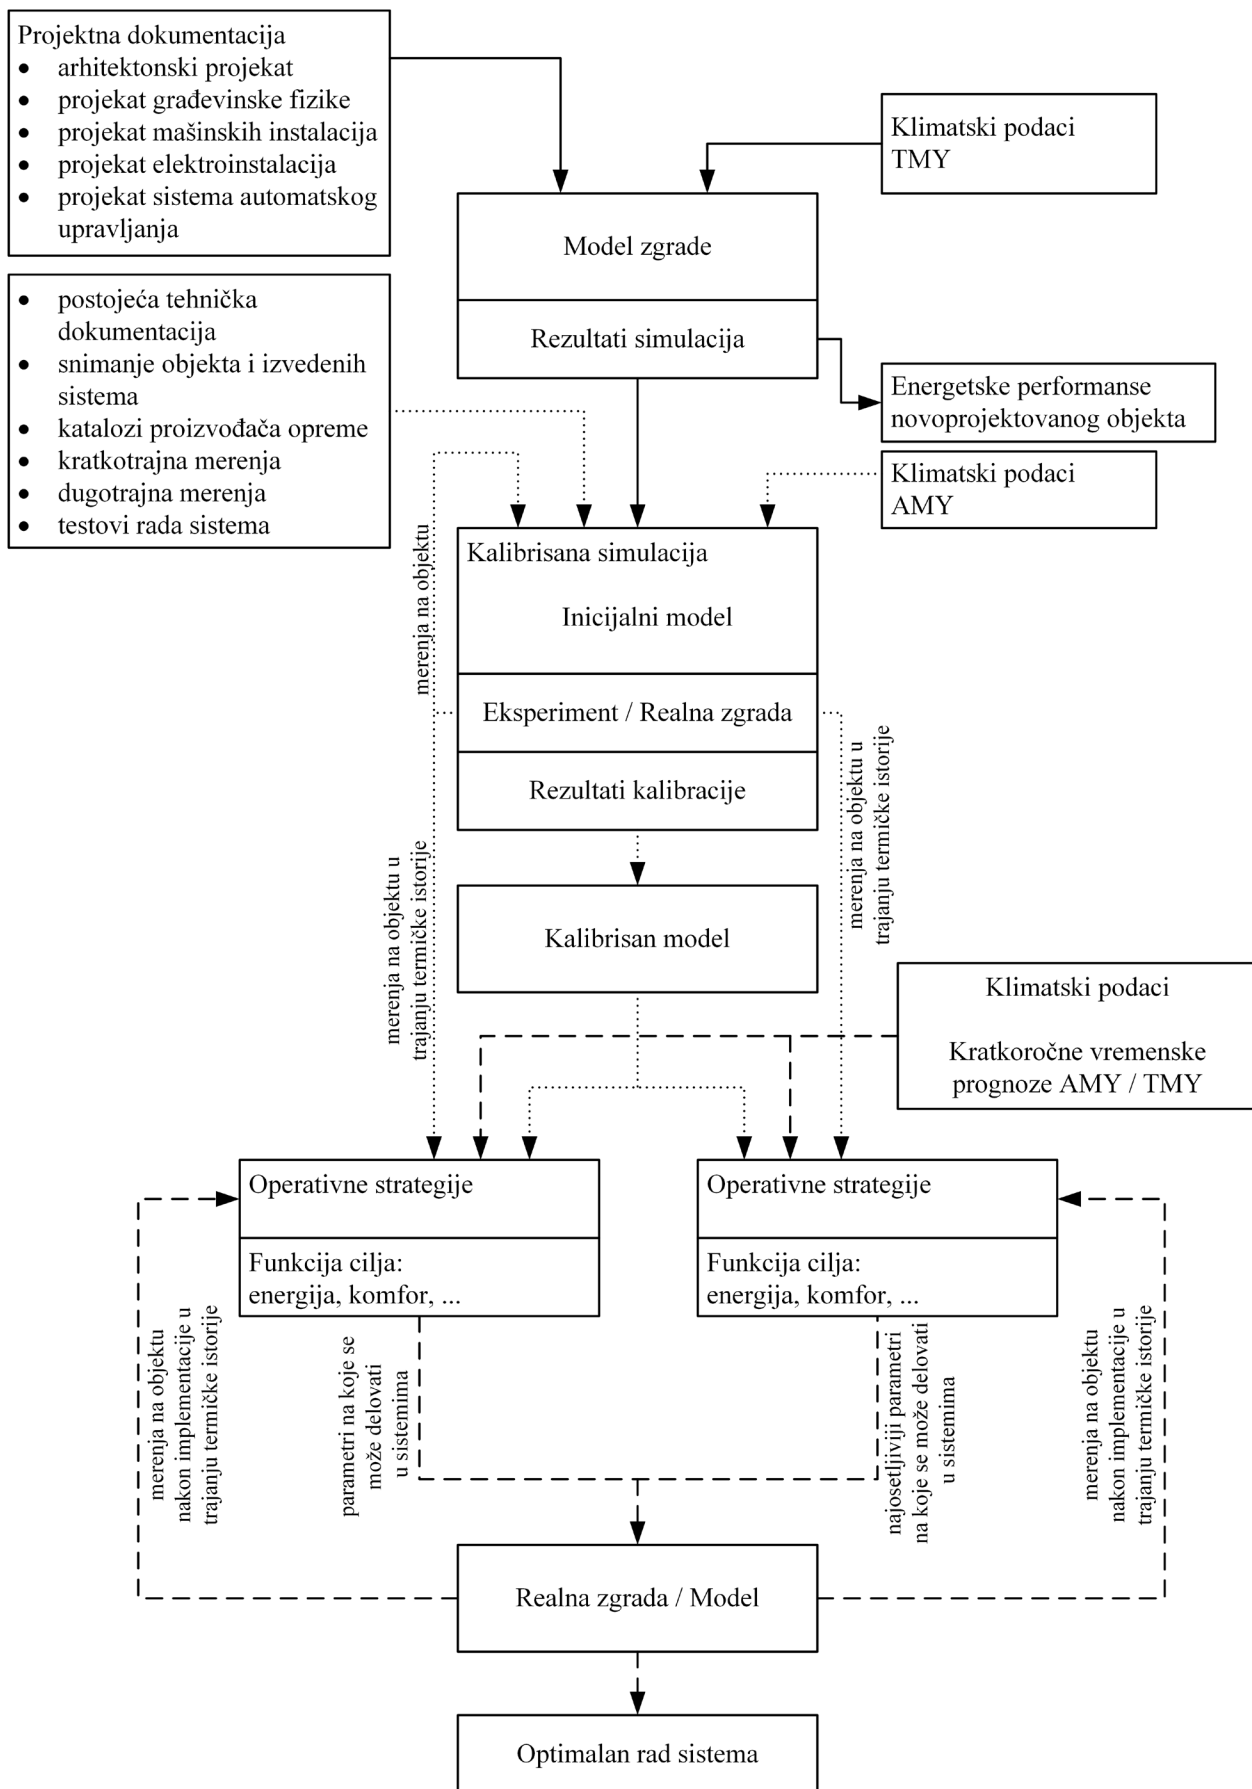 Projektna dokumentacija
• arhitektonski projekat
• projekat građevinske fizike
• projekat mašinskih instalacija
• projekat elektroinstalacija
• projekat sistema automatskog
upravljanja
Klimatski podaci
TMY
Model zgrade
Rezultati simulacija
• postojeća tehnička
dokumentacija
• snimanje objekta i izvedenih
sistema
• katalozi proizvođača opreme
• kratkotrajna merenja
• dugotrajna merenja
• testovi rada sistema
Energetske performanse
novoprojektovanog objekta
Klimatski podaci
AMY
merenja na objektu
Kalibrisana simulacija
Inicijalni model
Eksperiment / Realna zgrada
Rezultati kalibracije
merenja na objektu u
trajanju termičke istorije
merenja na objektu u
trajanju termičke istorije
Kalibrisan model
Klimatski podaci
Kratkoročne vremenske
prognoze AMY / TMY
Operativne strategije
Funkcija cilja:
energija, komfor, ...
Operativne strategije
Funkcija cilja:
energija, komfor, ...
merenja na objektu
nakon implementacije u
trajanju termičke istorije
parametri na koje se
može delovati
u sistemima
najosetljiviji parametri
na koje se može delovati
u sistemima
merenja na objektu
nakon implementacije u
trajanju termičke istorije
Realna zgrada / Model
Optimalan rad sistema